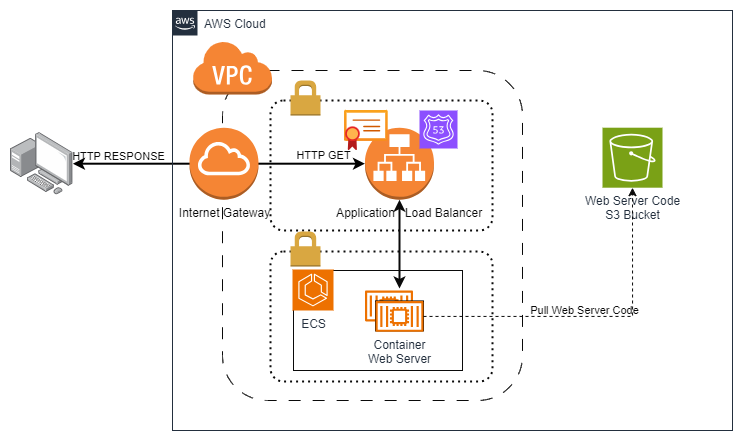 aws
AWS Cloud
VPC
53
HTTP RESPONSE
HTTP GET
Internet Gateway
Application Load Balancer
Web Server Code
S3 Bucket
ECS
Pull Web Server Code
Container
Web Server